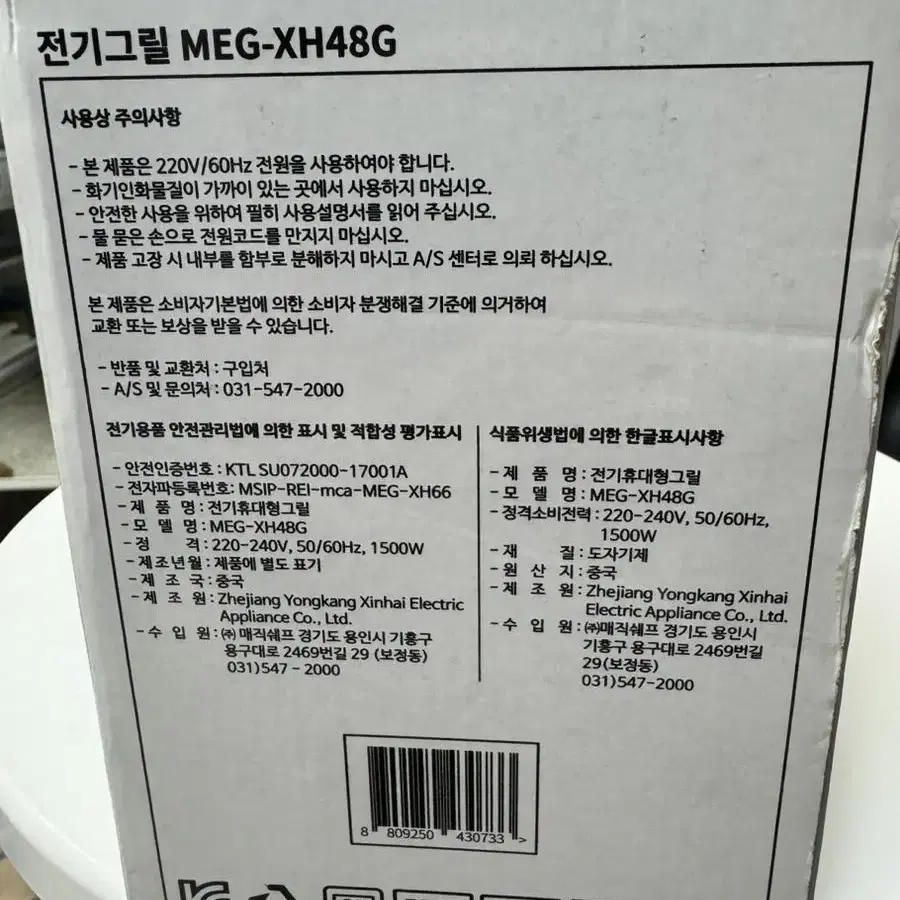 전기그릴 MEG-XH48G
사용상 주의사항
- 본 제품은 220V/60Hz 전원을 사용하여야 합니다.
- 화기인화물질이 가까이 있는 곳에서 사용하지 마십시오.
- 안전한 사용을 위하여 필히 사용설명서를 읽어 주십시오.
- 물 묻은 손으로 전원코드를 만지지 마십시오.
- 제품 고장 시 내부를 함부로 분해하지 마시고 A/S 센터로 의뢰 하십시오.
본 제품은 소비자기본법에 의한 소비자 분쟁해결 기준에 의거하여
교환 또는 보상을 받을 수 있습니다.
- 반품 및 교환처 : 구입처
- A/S 및 문의처 : 031-547-2000
전기용품 안전관리법에 의한 표시 및 적합성 평가표시
- 안전인증번호 : KTL SU072000-17001A
- 전자파등록번호: MSIP-REI-mca-MEG-XH66
- 제 품 명 : 전기휴대형그릴
- 모 델 명 : MEG-XH48G
- 정 격 : 220-240V, 50/60Hz, 1500W
- 제조년월 : 제품에 별도 표기
- 제 조 국 : 중국
- 제 조 원 : Zhejiang Yongkang Xinhai Electric
Appliance Co., Ltd.
- 수 입 원 : ㈜매직쉐프 경기도 용인시 기흥구
용구대로 2469번길 29 (보정동)
031)547 - 2000
식품위생법에 의한 한글표시사항
- 제 품 명 : 전기휴대형그릴
- 모 델 명 : MEG-XH48G
- 정격소비전력 : 220-240V, 50/60Hz,
1500W
- 재 질 : 도자기제
- 원 산 지 : 중국
- 제 조 원 : Zhejiang Yongkang Xinhai
Electric Appliance Co., Ltd.
- 수 입 원 : ㈜매직쉐프 경기도 용인시
기흥구 용구대로 2469번길
29(보정동)
031)547-2000
8 809250 430733 >